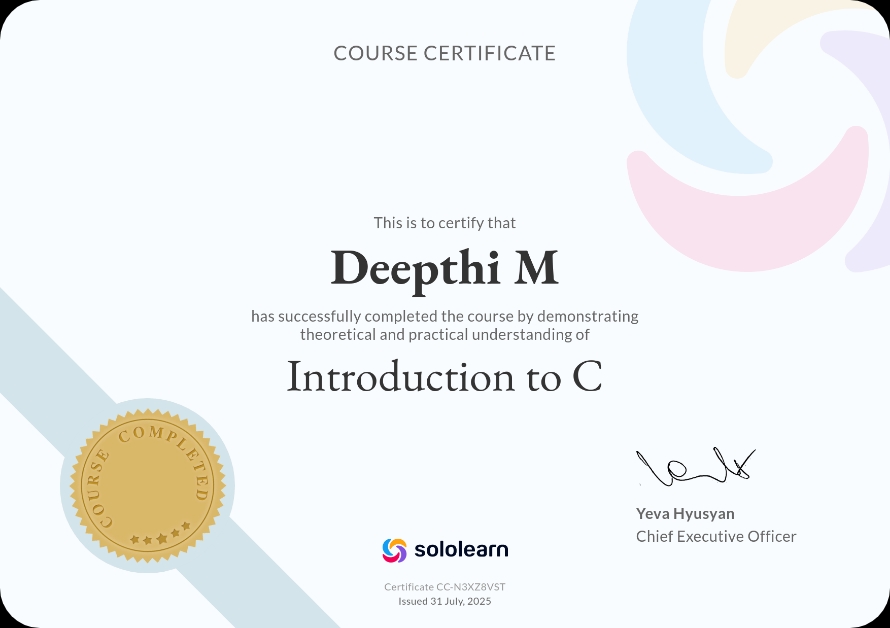 COURSE CERTIFICATE
This is to certify that
Deepthi M
has successfully completed the course by demonstrating
theoretical and practical understanding of
Introduction to C
COURSE COMPLETED
Yeva Hyusyan
Chief Executive Officer
sololearn
Certificate CC-N3XZ8VST
Issued 31 July, 2025